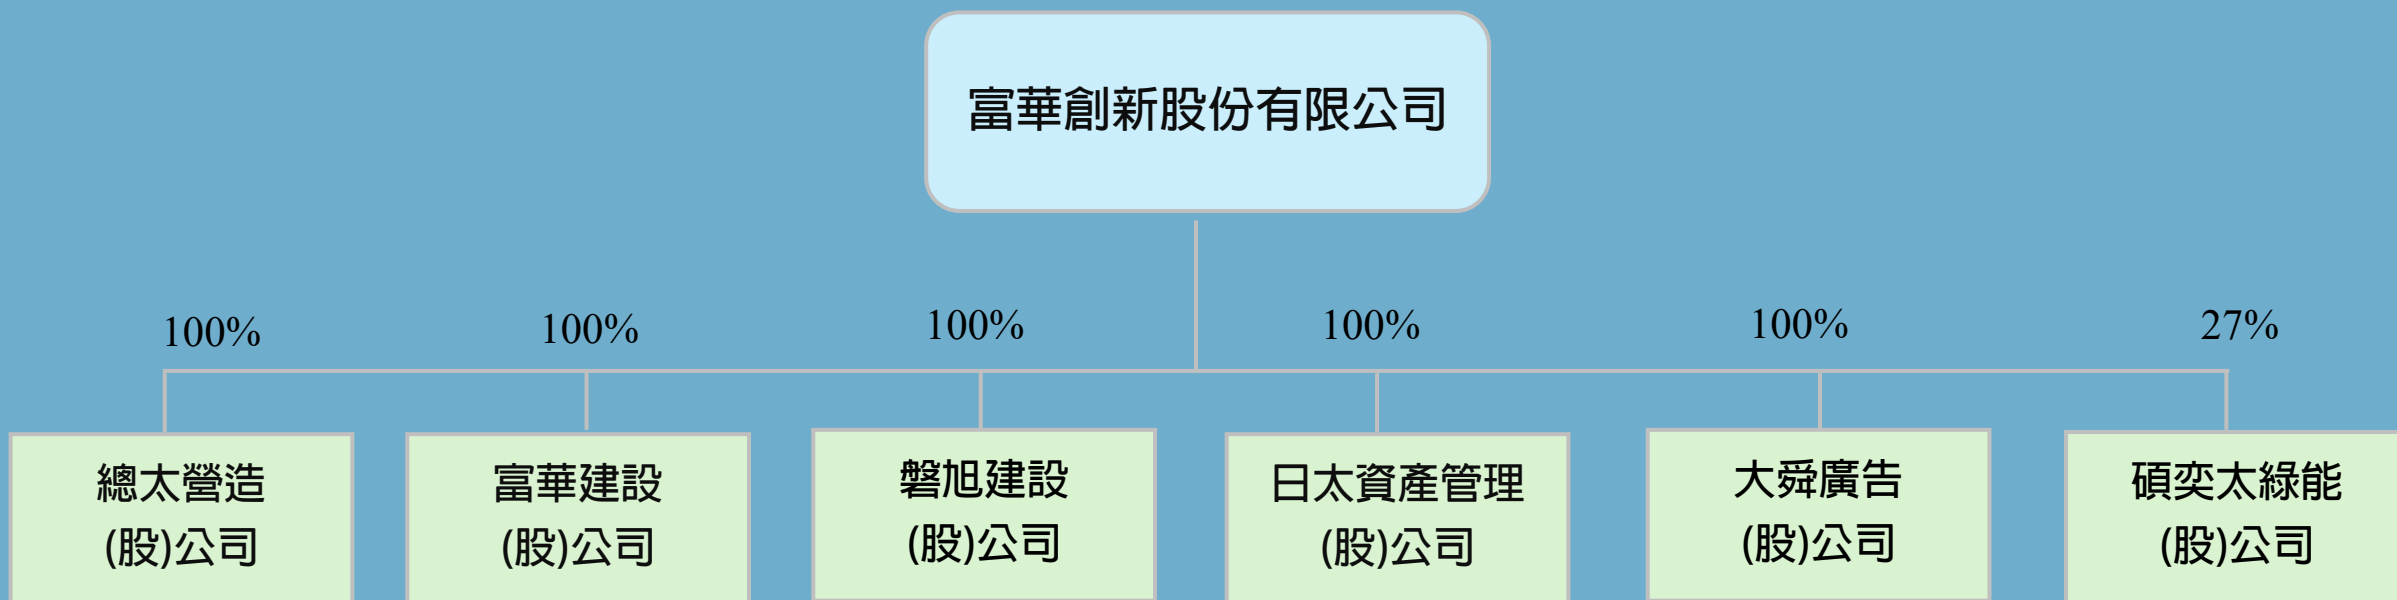 富華創新股份有限公司
100%
100%
100%
100%
100%
27%
總太營造
(股)公司
富華建設
(股)公司
磐旭建設
(股)公司
日太資產管理
(股)公司
大舜廣告
(股)公司
碩奕太綠能
(股)公司